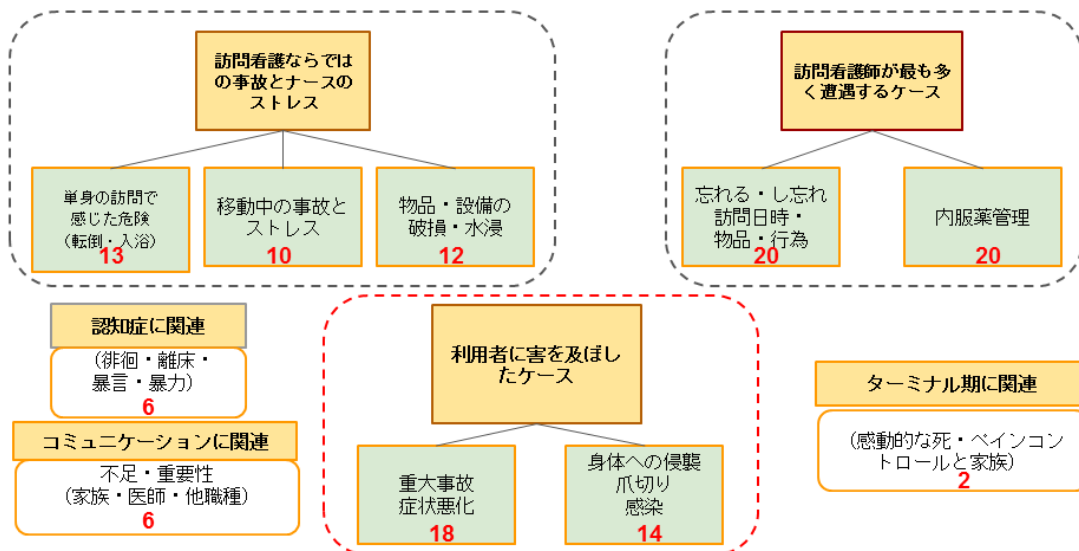 訪問看護ならでは
の事故とナースの
ストレス
単身の訪問で
感じた危険
(転倒・入浴)
13
移動中の事故と
ストレス
10
物品・設備の
破損・水浸
12
訪問看護師が最も多
く遭遇するケース
忘れる・し忘れ
訪問日時・
物品・行為
20
内服薬管理
20
認知症に関連
(徘徊・離床・
暴言・暴力)
6
コミュニケーションに関連
不足・重要性
(家族・医師・他職種)
6
利用者に害を及ぼし
たケース
重大事故
症状悪化
18
身体への侵襲
爪切り
感染
14
ターミナル期に関連
(感動的な死・ペインコン
トロールと家族)
2